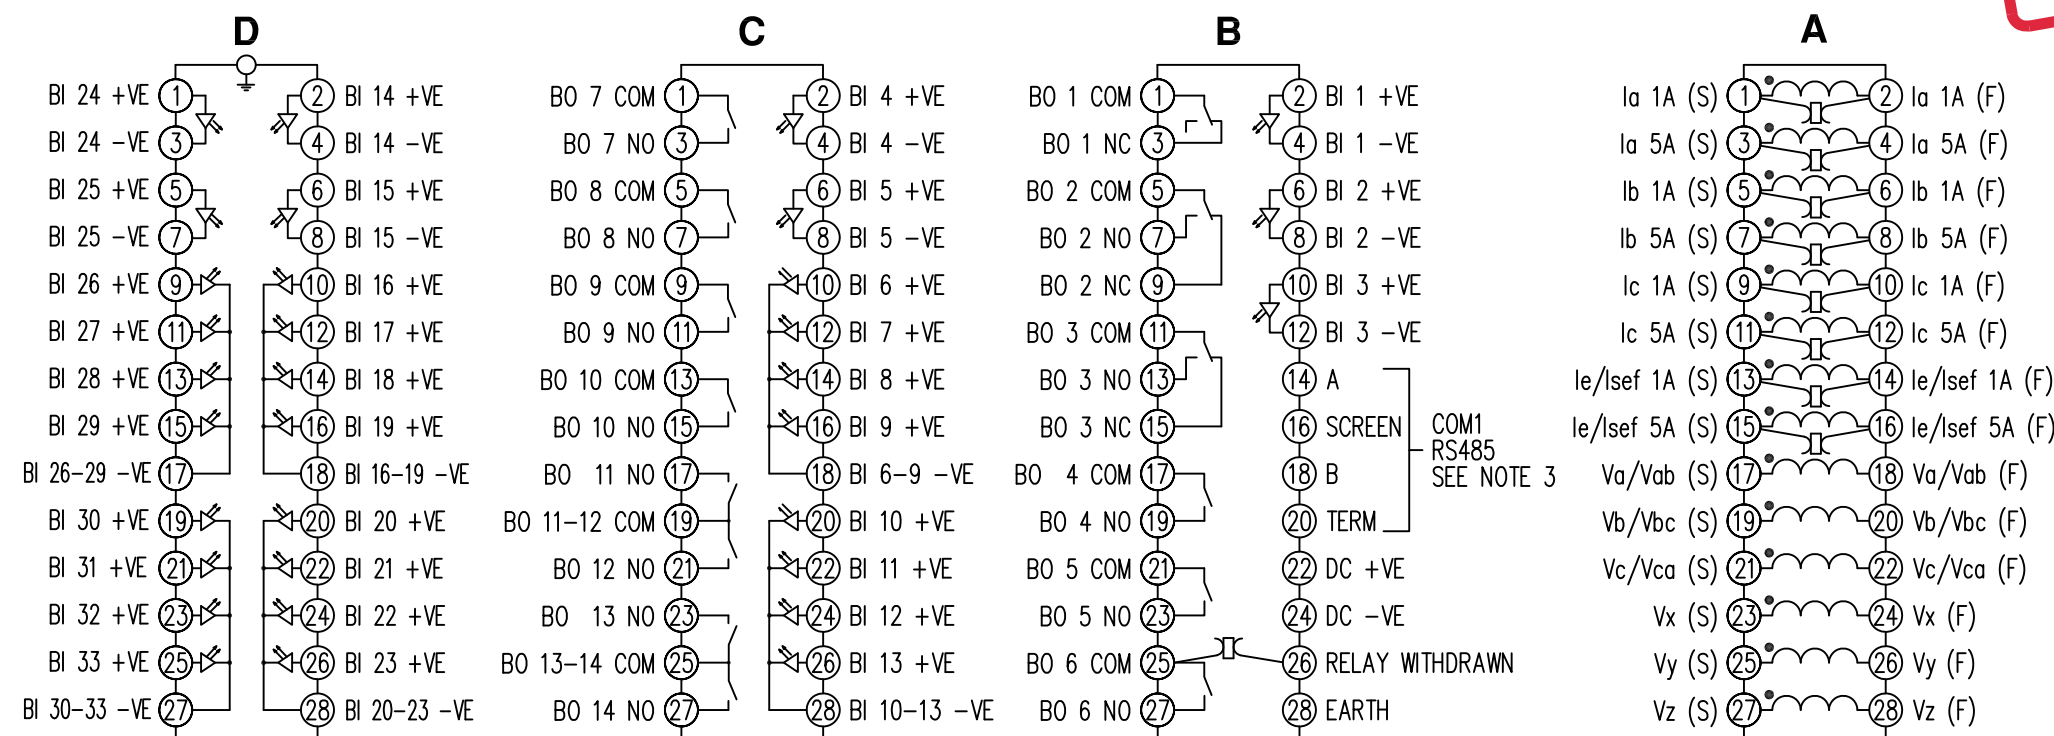 D C B A
BI 24 +VE 1 2 BI 14 +VE BO 7 COM 1 2 BI 4 +VE BO 1 COM 1 2 BI 1 +VE Ia 1A (S) 1 2 Ia 1A (F)
BI 24 -VE 3 4 BI 14 -VE BO 7 NO 3 4 BI 4 -VE BO 1 NC 3 4 BI 1 -VE Ia 5A (S) 3 4 Ia 5A (F)
BI 25 +VE 5 6 BI 15 +VE BO 8 COM 5 6 BI 5 +VE BO 2 COM 5 6 BI 2 +VE Ib 1A (S) 5 6 Ib 1A (F)
BI 25 -VE 7 8 BI 15 -VE BO 8 NO 7 8 BI 5 -VE BO 2 NO 7 8 BI 2 -VE Ib 5A (S) 7 8 Ib 5A (F)
BI 26 +VE 9 10 BI 16 +VE BO 9 COM 9 10 BI 6 +VE BO 2 NC 9 10 BI 3 +VE Ic 1A (S) 9 10 Ic 1A (F)
BI 27 +VE 11 12 BI 17 +VE BO 9 NO 11 12 BI 7 +VE BO 3 COM 11 12 BI 3 -VE Ic 5A (S) 11 12 Ic 5A (F)
BI 28 +VE 13 14 BI 18 +VE BO 10 COM 13 14 BI 8 +VE BO 3 NO 13 14 A Ie/Isef 1A (S) 13 14 Ie/Isef 1A (F)
BI 29 +VE 15 16 BI 19 +VE BO 10 NO 15 16 BI 9 +VE BO 3 NC 15 16 SCREEN COM1 Ie/Isef 5A (S) 15 16 Ie/Isef 5A (F)
RS485
BI 26-29 -VE 17 18 BI 16-19 -VE BO 11 NO 17 18 BI 6-9 -VE BO 4 COM 17 18 B SEE NOTE 3 Va/Vab (S) 17 18 Va/Vab (F)
BI 30 +VE 19 20 BI 20 +VE BO 11-12 COM 19 20 BI 10 +VE BO 4 NO 19 20 TERM Vb/Vbc (S) 19 20 Vb/Vbc (F)
BI 31 +VE 21 22 BI 21 +VE BO 12 NO 21 22 BI 11 +VE BO 5 COM 21 22 DC +VE Vc/Vca (S) 21 22 Vc/Vca (F)
BI 32 +VE 23 24 BI 22 +VE BO 13 NO 23 24 BI 12 +VE BO 5 NO 23 24 DC -VE Vx (S) 23 24 Vx (F)
BI 33 +VE 25 26 BI 23 +VE BO 13-14 COM 25 26 BI 13 +VE BO 6 COM 25 26 RELAY WITHDRAWN Vy (S) 25 26 Vy (F)
BI 30-33 -VE 27 28 BI 20-23 -VE BO 14 NO 27 28 BI 10-13 -VE BO 6 NO 27 28 EARTH Vz (S) 27 28 Vz (F)